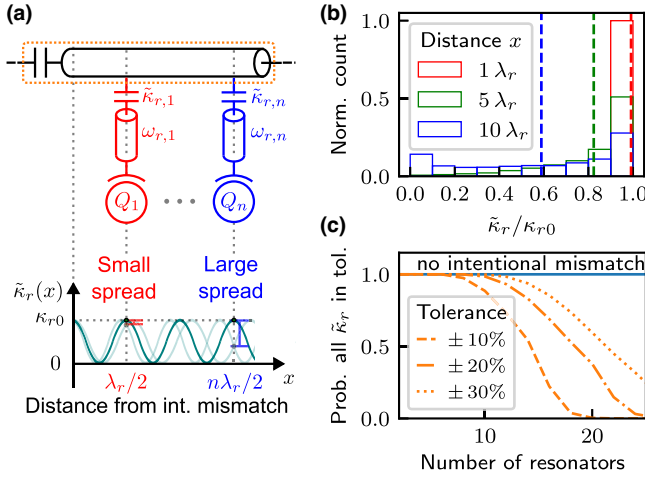 (a)
κ̃r,1
κ̃r,n
ωr,1
ωr,n
Q1
Qn
Small
spread
Large
spread
κ̃r(x)
κr0
0
λr/2
nλr/2
x
Distance from int. mismatch
(b)
Norm. count
1.0
0.5
0.0
Distance x
1 λr
5 λr
10 λr
0.0
0.2
0.4
0.6
0.8
1.0
κ̃r/κr0
(c)
Prob. all κ̃r in tol.
1.0
0.5
0.0
no intentional mismatch
Tolerance
± 10%
± 20%
± 30%
10
20
Number of resonators